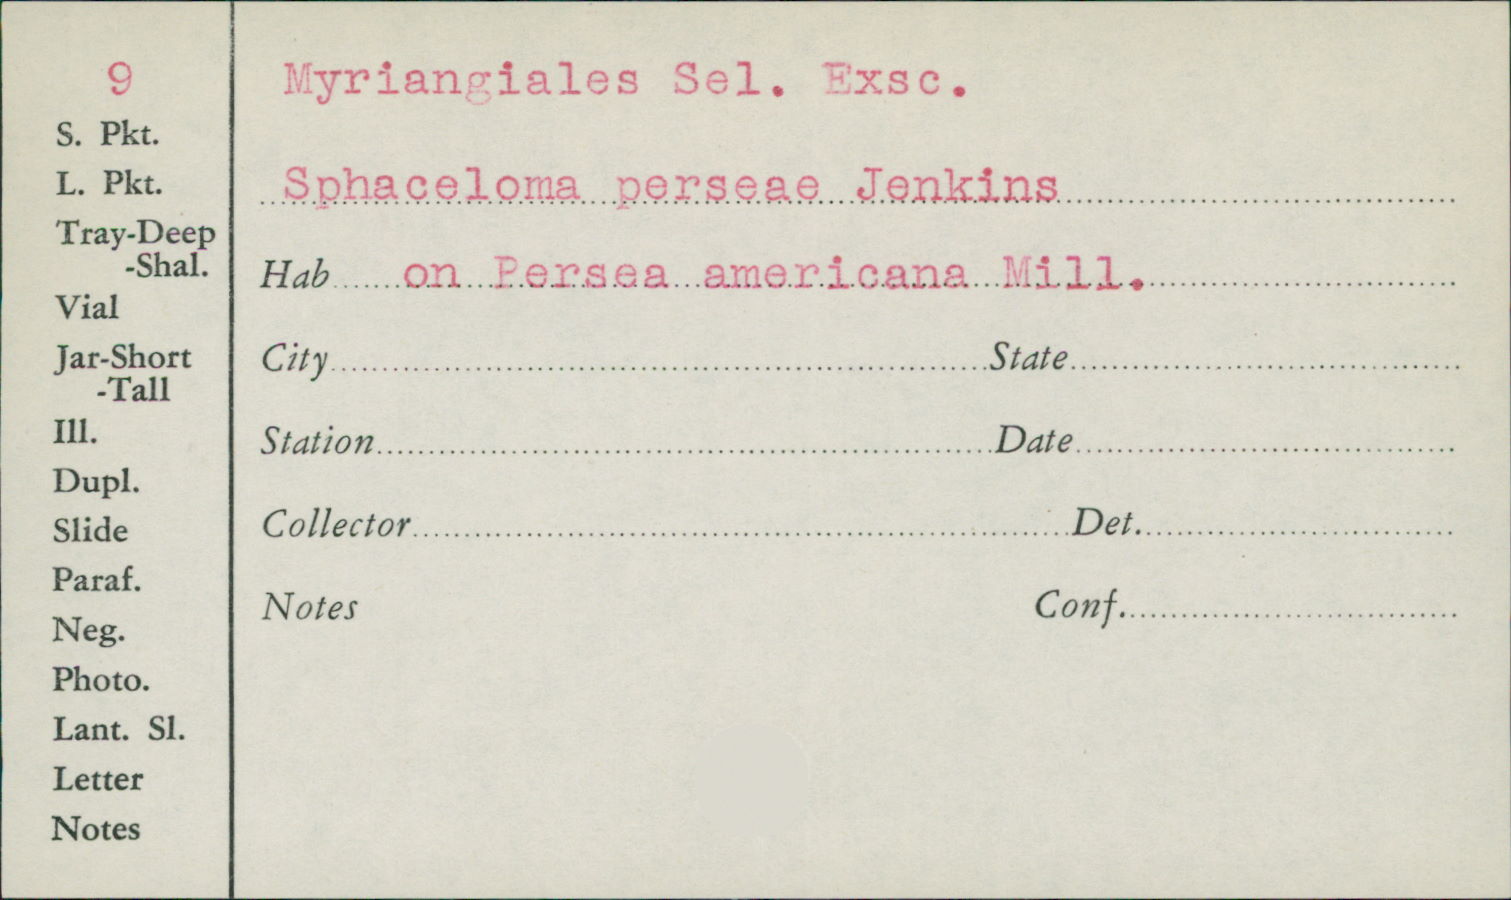 9
S. Pkt.
L. Pkt.
Tray-Deep
-Shal.
Vial
Jar-Short
-Tall
Ill.
Dupl.
Slide
Paraf.
Neg.
Photo.
Lant. Sl.
Letter
Notes
Myriangiales Sel. Exsc.
Sphaceloma perseae Jenkins
Hab on Persea americana Mill.
City State
Station Date
Collector Det.
Notes Conf.